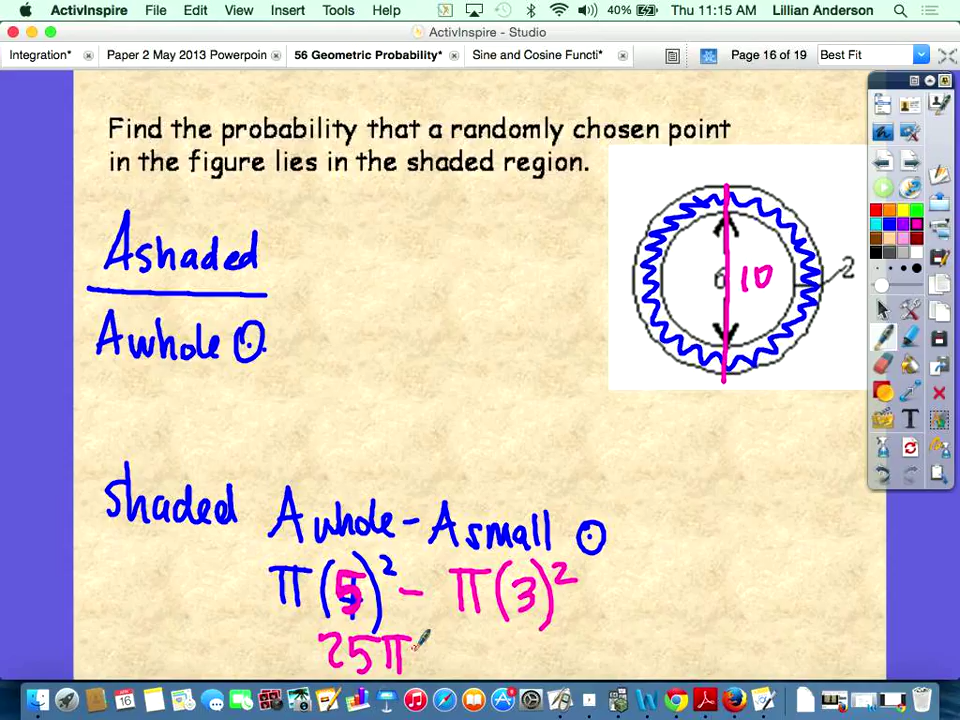 ActivInspire File Edit View Insert Tools Help 40% Thu 11:15 AM Lillian Anderson
ActivInspire - Studio
Integration* Paper 2 May 2013 Powerpoin 56 Geometric Probability* Sine and Cosine Functi* Page 16 of 19 Best Fit
Find the probability that a randomly chosen point
in the figure lies in the shaded region.
Ashaded
Awhole ⊙
6 10 2
shaded Awhole - Asmall ⊙
π(5)² - π(3)²
25π